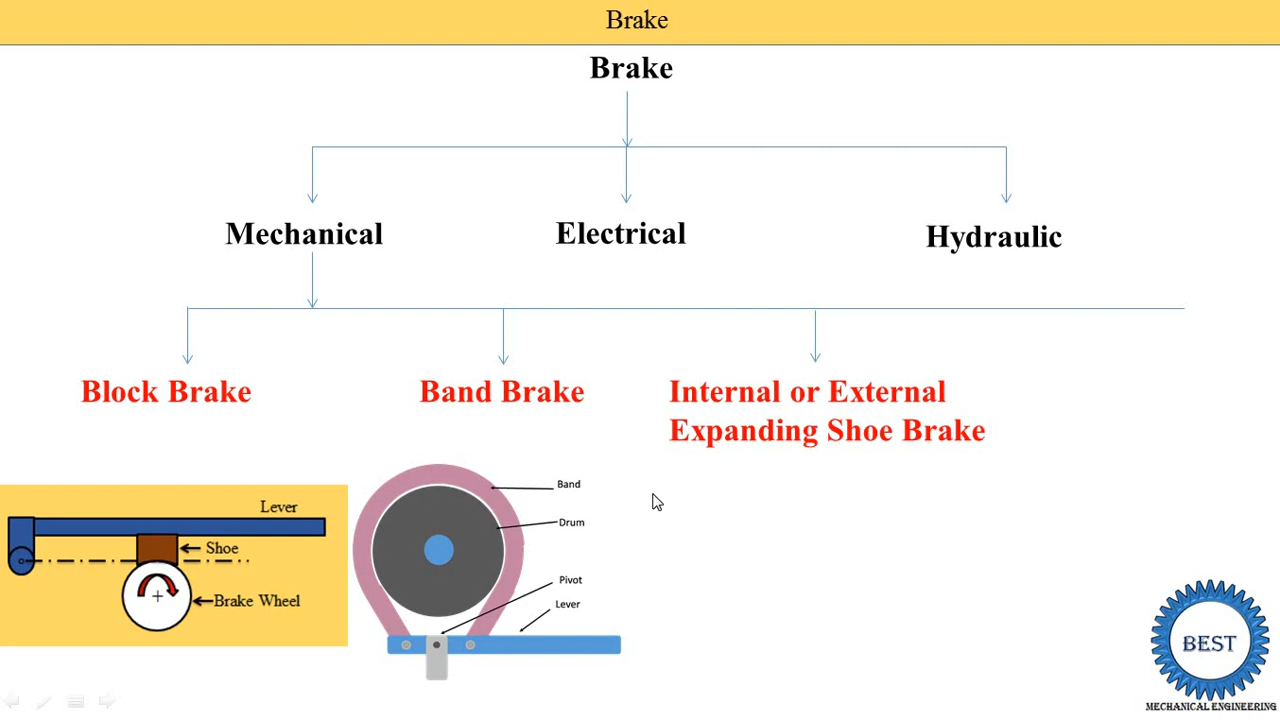 Brake
Brake
Mechanical
Electrical
Hydraulic
Block Brake
Band Brake
Internal or External
Expanding Shoe Brake
Lever
Shoe
Brake Wheel
Band
Drum
Pivot
Lever
BEST
MECHANICAL ENGINEERING